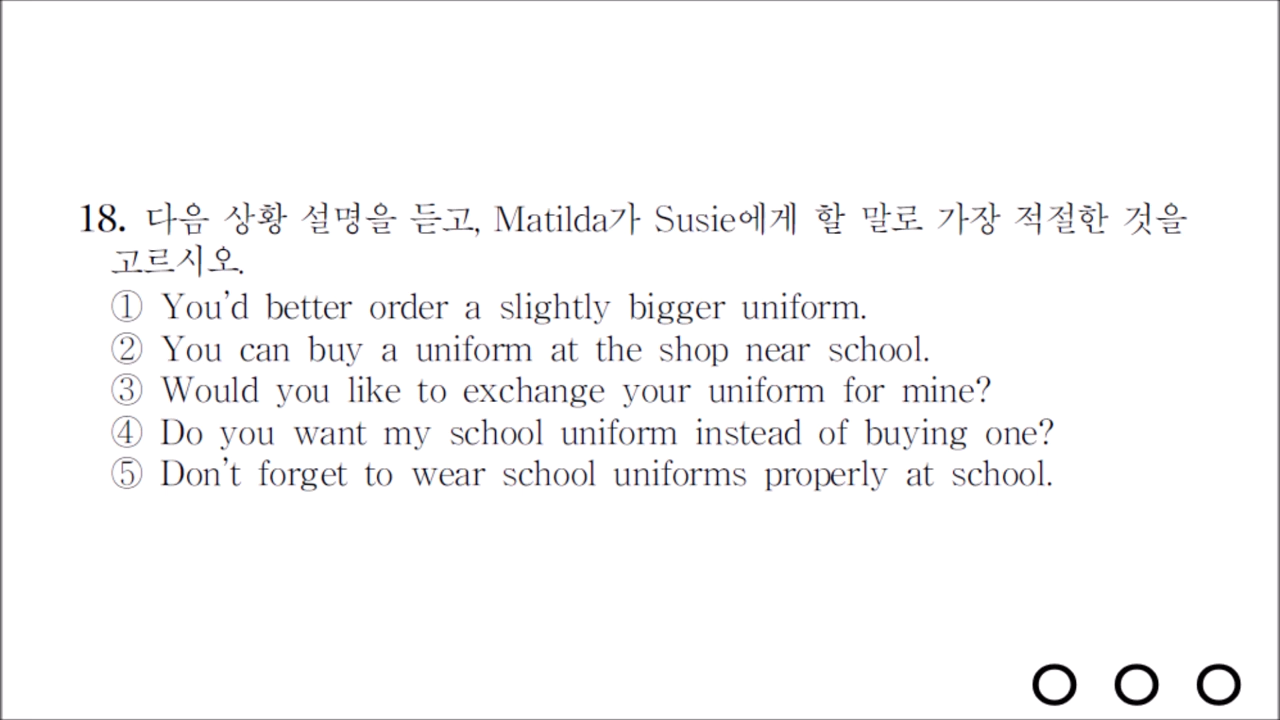 18. 다음 상황 설명을 듣고, Matilda가 Susie에게 할 말로 가장 적절한 것을
고르시오.
① You’d better order a slightly bigger uniform.
② You can buy a uniform at the shop near school.
③ Would you like to exchange your uniform for mine?
④ Do you want my school uniform instead of buying one?
⑤ Don’t forget to wear school uniforms properly at school.